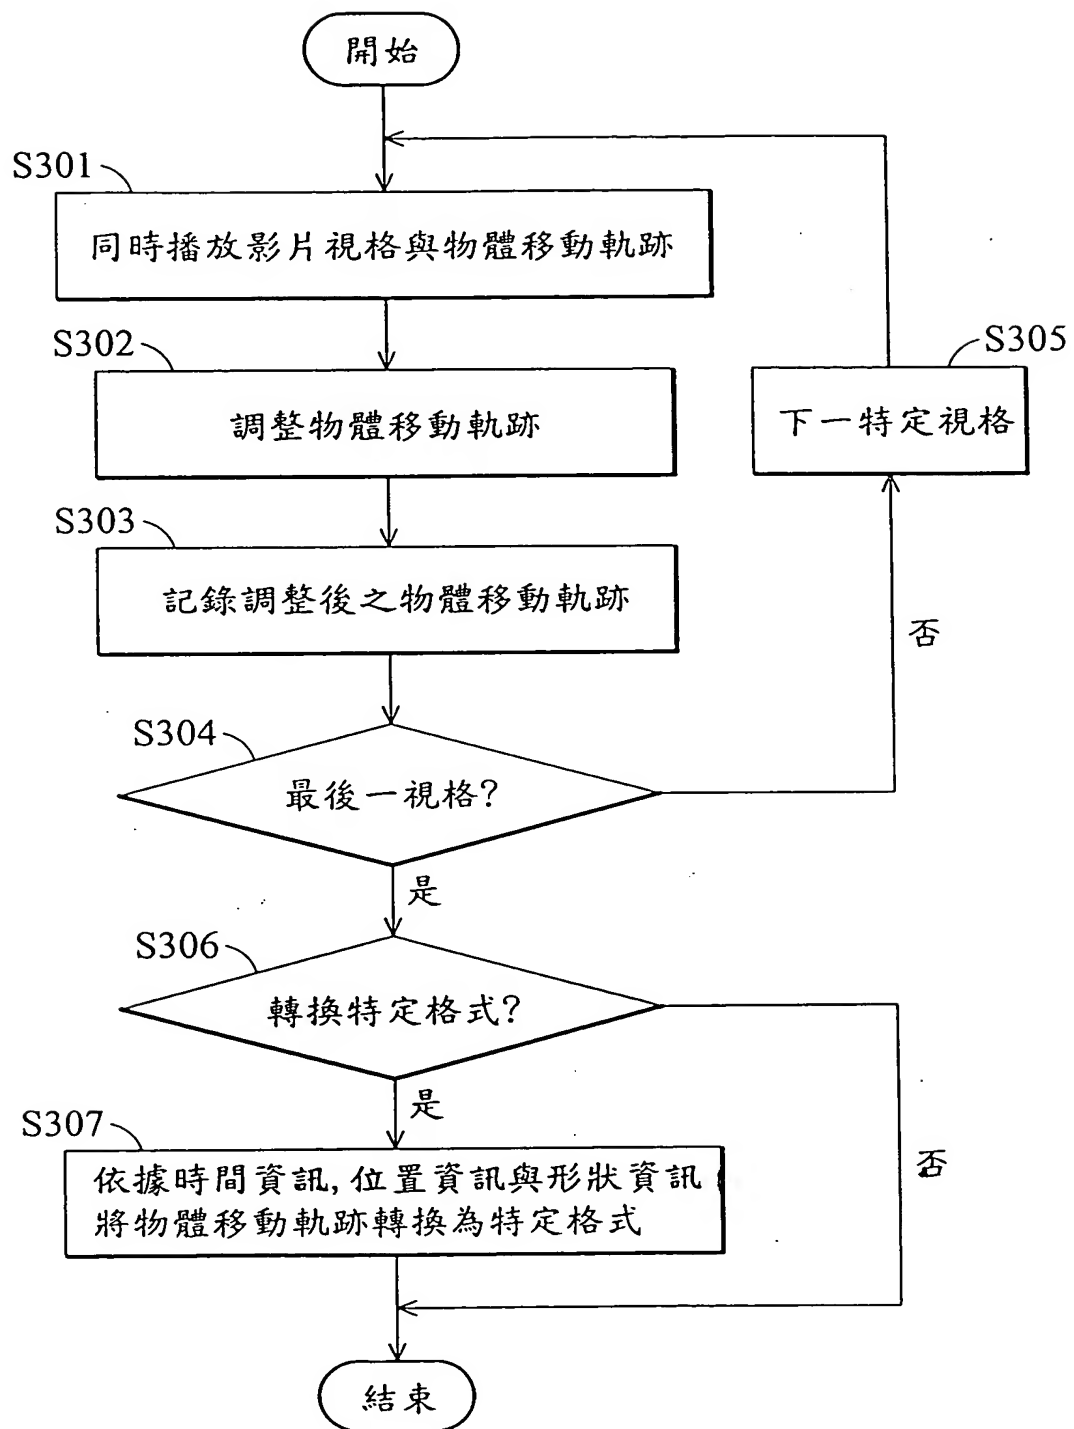 開始
S301
同時播放影片視格與物體移動軌跡
S302
調整物體移動軌跡
S305
下一特定視格
S303
記錄調整後之物體移動軌跡
否
S304
最後一視格?
是
S306
轉換特定格式?
是
否
S307
依據時間資訊,位置資訊與形狀資訊
將物體移動軌跡轉換為特定格式
結束